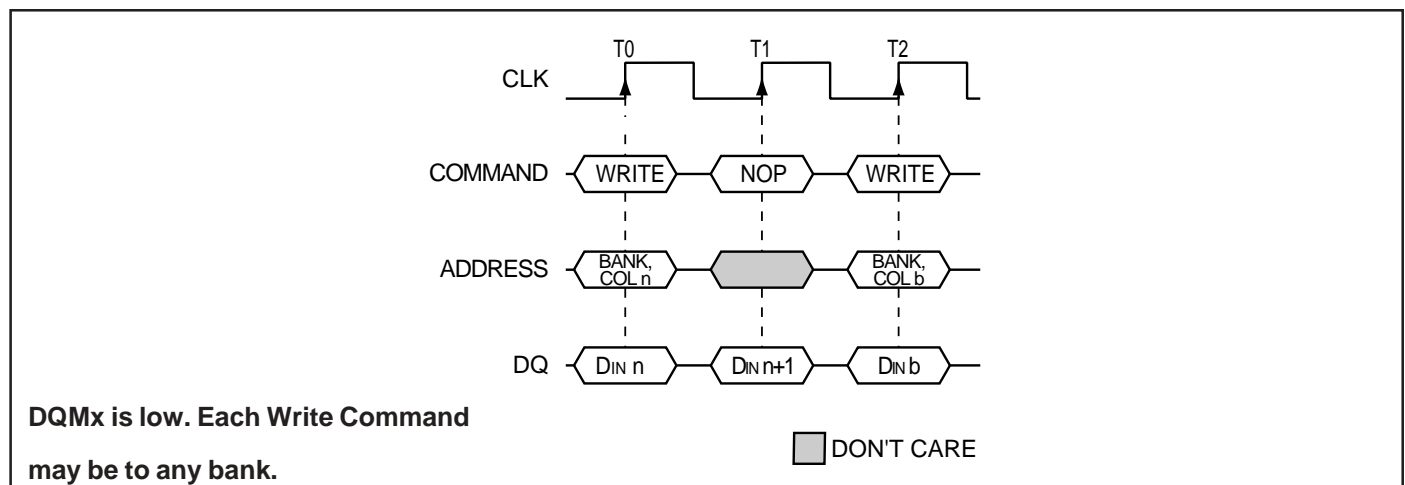 T0 T1 T2
CLK
COMMAND WRITE NOP WRITE
ADDRESS BANK, COL n BANK, COL b
DQ DIN n DIN n+1 DIN b
DQMx is low. Each Write Command
may be to any bank.
DON'T CARE